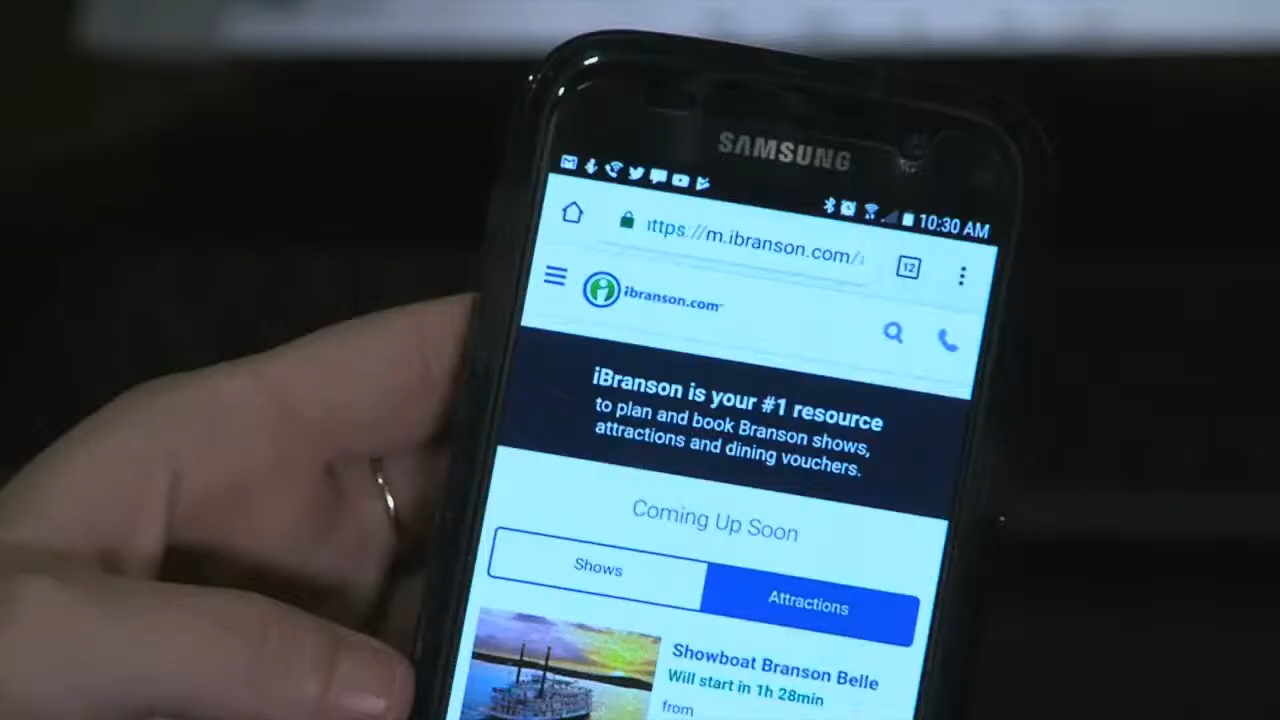 SAMSUNG
10:30 AM
ttps://m.ibranson.com/
12
ibranson.com
iBranson is your #1 resource
to plan and book Branson shows,
attractions and dining vouchers.
Coming Up Soon
Shows
Attractions
Showboat Branson Belle
Will start in 1h 28min
from